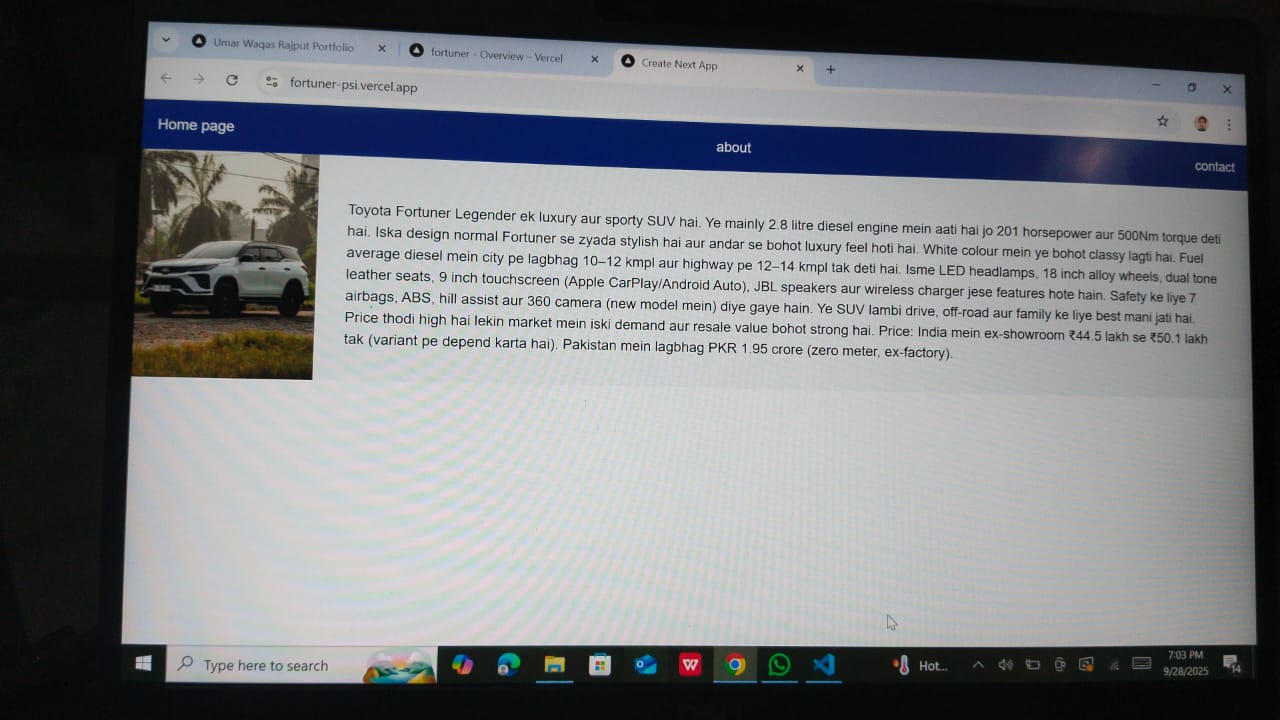 Umar Waqas Rajput Portfolio
fortuner - Overview – Vercel
Create Next App
fortuner-psi.vercel.app
Home page
about
contact
Toyota Fortuner Legender ek luxury aur sporty SUV hai. Ye mainly 2.8 litre diesel engine mein aati hai jo 201 horsepower aur 500Nm torque deti
hai. Iska design normal Fortuner se zyada stylish hai aur andar se bohot luxury feel hoti hai. White colour mein ye bohot classy lagti hai. Fuel
average diesel mein city pe lagbhag 10–12 kmpl aur highway pe 12–14 kmpl tak deti hai. Isme LED headlamps, 18 inch alloy wheels, dual tone
leather seats, 9 inch touchscreen (Apple CarPlay/Android Auto), JBL speakers aur wireless charger jese features hote hain. Safety ke liye 7
airbags, ABS, hill assist aur 360 camera (new model mein) diye gaye hain. Ye SUV lambi drive, off-road aur family ke liye best mani jati hai.
Price thodi high hai lekin market mein iski demand aur resale value bohot strong hai. Price: India mein ex-showroom ₹44.5 lakh se ₹50.1 lakh
tak (variant pe depend karta hai). Pakistan mein lagbhag PKR 1.95 crore (zero meter, ex-factory).
Type here to search
W
Hot...
7:03 PM
9/28/2025
14